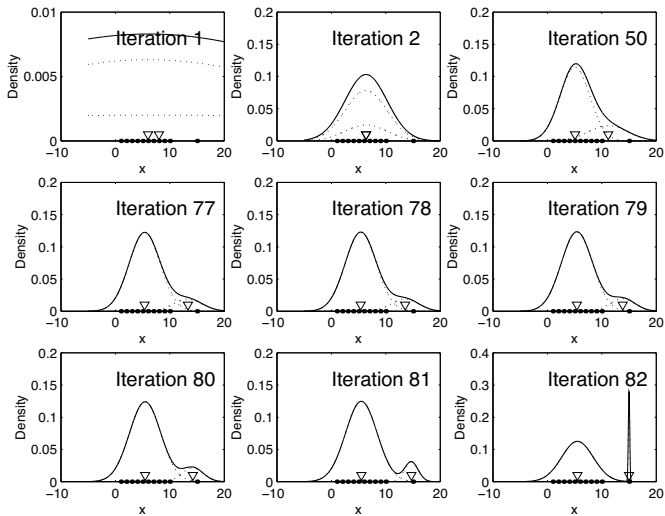 0.01
0.005
0
Density
Iteration 1
−10 0 10 20
x
0.2
0.15
0.1
0.05
0
Density
Iteration 2
−10 0 10 20
x
0.2
0.15
0.1
0.05
0
Density
Iteration 50
−10 0 10 20
x
0.2
0.15
0.1
0.05
0
Density
Iteration 77
−10 0 10 20
x
0.2
0.15
0.1
0.05
0
Density
Iteration 78
−10 0 10 20
x
0.2
0.15
0.1
0.05
0
Density
Iteration 79
−10 0 10 20
x
0.2
0.15
0.1
0.05
0
Density
Iteration 80
−10 0 10 20
x
0.2
0.15
0.1
0.05
0
Density
Iteration 81
−10 0 10 20
x
0.4
0.3
0.2
0.1
0
Density
Iteration 82
−10 0 10 20
x